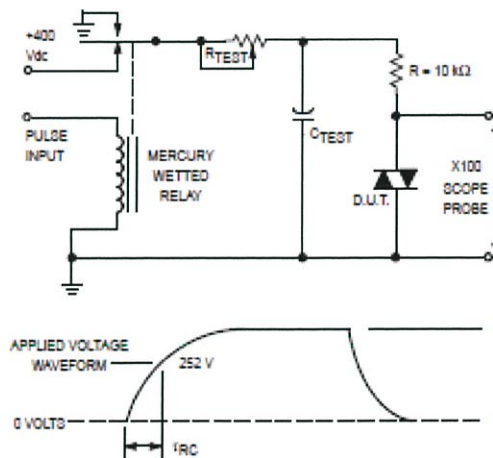 +400
Vdc
RTEST
R = 10 kΩ
CTEST
PULSE
INPUT
MERCURY
WETTED
RELAY
D.U.T.
X100
SCOPE
PROBE
APPLIED VOLTAGE
WAVEFORM
252 V
0 VOLTS
τRC